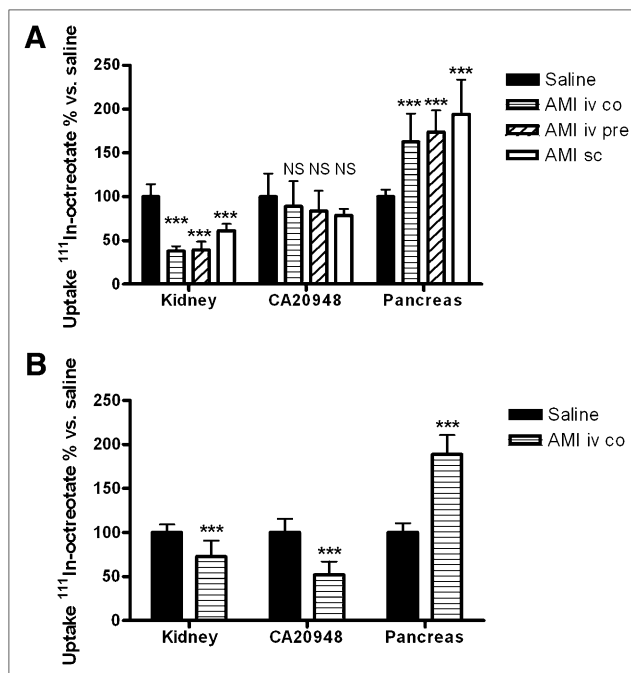 A
Uptake ¹¹¹In-octreotate % vs. saline
250
200
150
100
50
0
*** *** ***
NS NS NS
*** *** ***
Kidney CA20948 Pancreas
Saline
AMI iv co
AMI iv pre
AMI sc
B
Uptake ¹¹¹In-octreotate % vs. saline
250
200
150
100
50
0
***
***
***
Kidney CA20948 Pancreas
Saline
AMI iv co